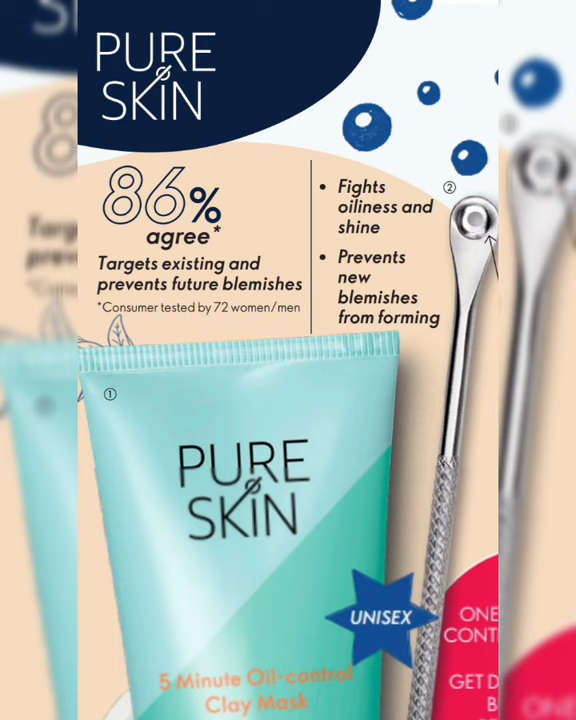 PURE
SKIN
86%
agree*
Targets existing and
prevents future blemishes
*Consumer tested by 72 women/men
• Fights
oiliness and
shine
• Prevents
new
blemishes
from forming
②
①
PURE
SKIN
UNISEX
5 Minute Oil-control
Clay Mask
ONE
CONT
GET D
B